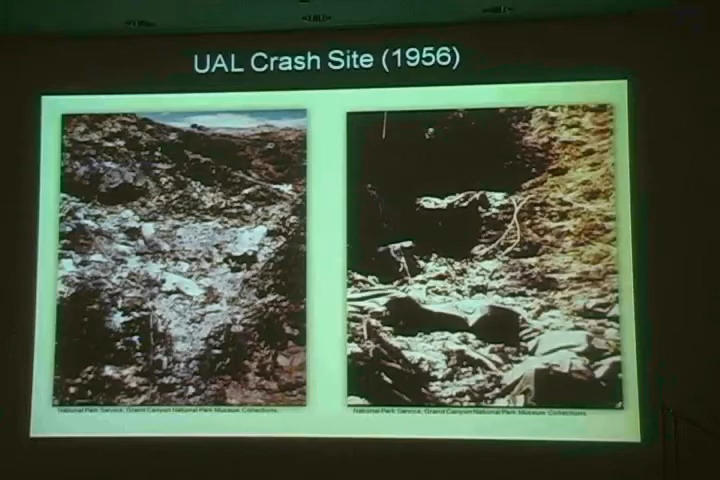 UAL Crash Site (1956)
National Park Service, Grand Canyon National Park Museum Collections.
National Park Service, Grand Canyon National Park Museum Collections.